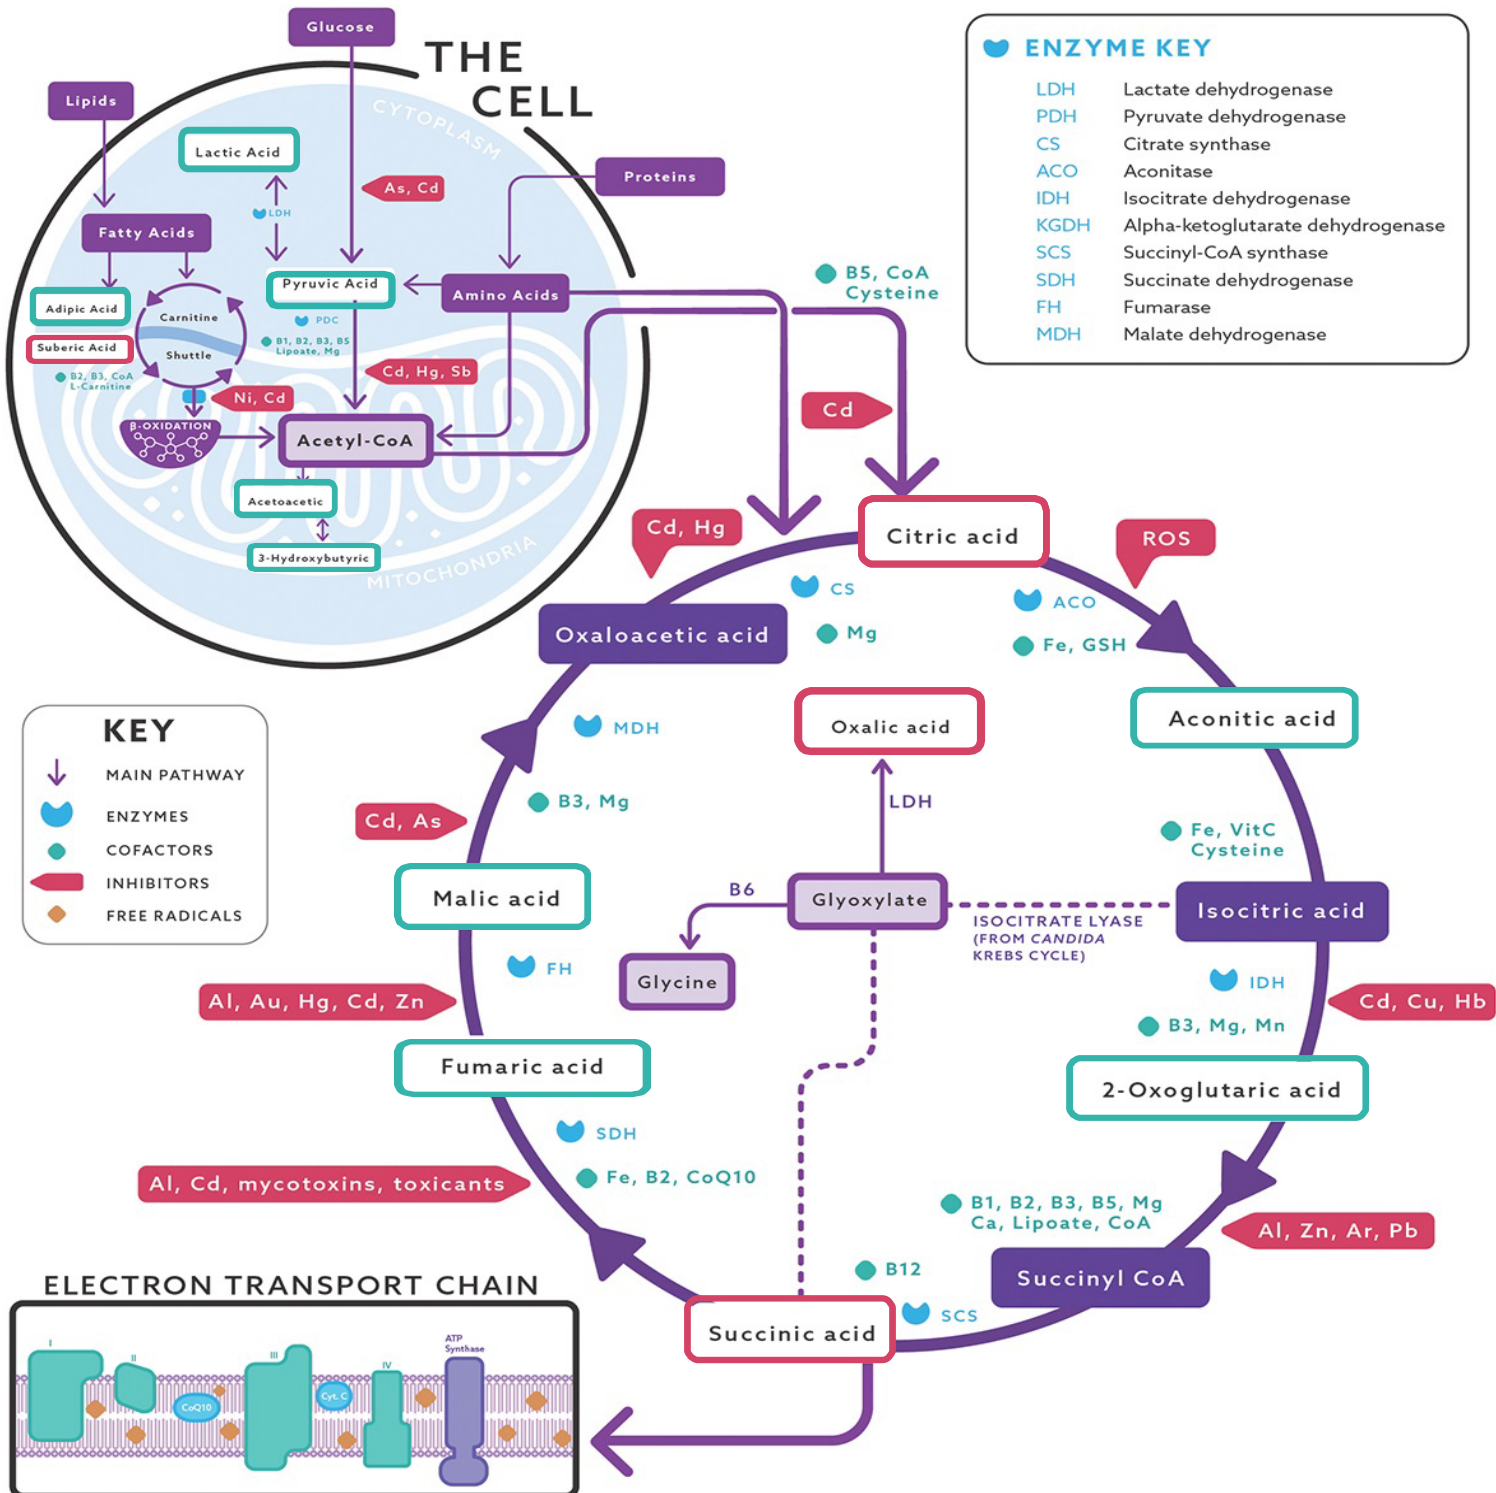 Glucose
THE
CELL
Lipids
CYTOPLASM
Lactic Acid
Proteins
As, Cd
LDH
Fatty Acids
Pyruvic Acid
Amino Acids
Adipic Acid
Carnitine
Shuttle
Suberic Acid
PDC
B1, B2, B3, B5
Lipoate, Mg
B2, B3, CoA
L-Carnitine
Cd, Hg, Sb
Ni, Cd
β-OXIDATION
Acetyl-CoA
Acetoacetic
3-Hydroxybutyric
MITOCHONDRIA
ENZYME KEY
LDH Lactate dehydrogenase
PDH Pyruvate dehydrogenase
CS Citrate synthase
ACO Aconitase
IDH Isocitrate dehydrogenase
KGDH Alpha-ketoglutarate dehydrogenase
SCS Succinyl-CoA synthase
SDH Succinate dehydrogenase
FH Fumarase
MDH Malate dehydrogenase
B5, CoA
Cysteine
Cd
Cd, Hg
Citric acid
ROS
CS
Mg
ACO
Fe, GSH
Oxaloacetic acid
Oxalic acid
Aconitic acid
KEY
MAIN PATHWAY
ENZYMES
COFACTORS
INHIBITORS
FREE RADICALS
MDH
B3, Mg
Cd, As
LDH
Fe, VitC
Cysteine
Malic acid
B6
Glyoxylate
Isocitric acid
ISOCITRATE LYASE
(FROM CANDIDA
KREBS CYCLE)
Glycine
FH
IDH
Al, Au, Hg, Cd, Zn
Cd, Cu, Hb
B3, Mg, Mn
Fumaric acid
2-Oxoglutaric acid
SDH
Fe, B2, CoQ10
Al, Cd, mycotoxins, toxicants
B1, B2, B3, B5, Mg
Ca, Lipoate, CoA
Al, Zn, Ar, Pb
B12
Succinyl CoA
SCS
Succinic acid
ELECTRON TRANSPORT CHAIN
I
II
III
IV
ATP
Synthase
CoQ10
Cyt. C